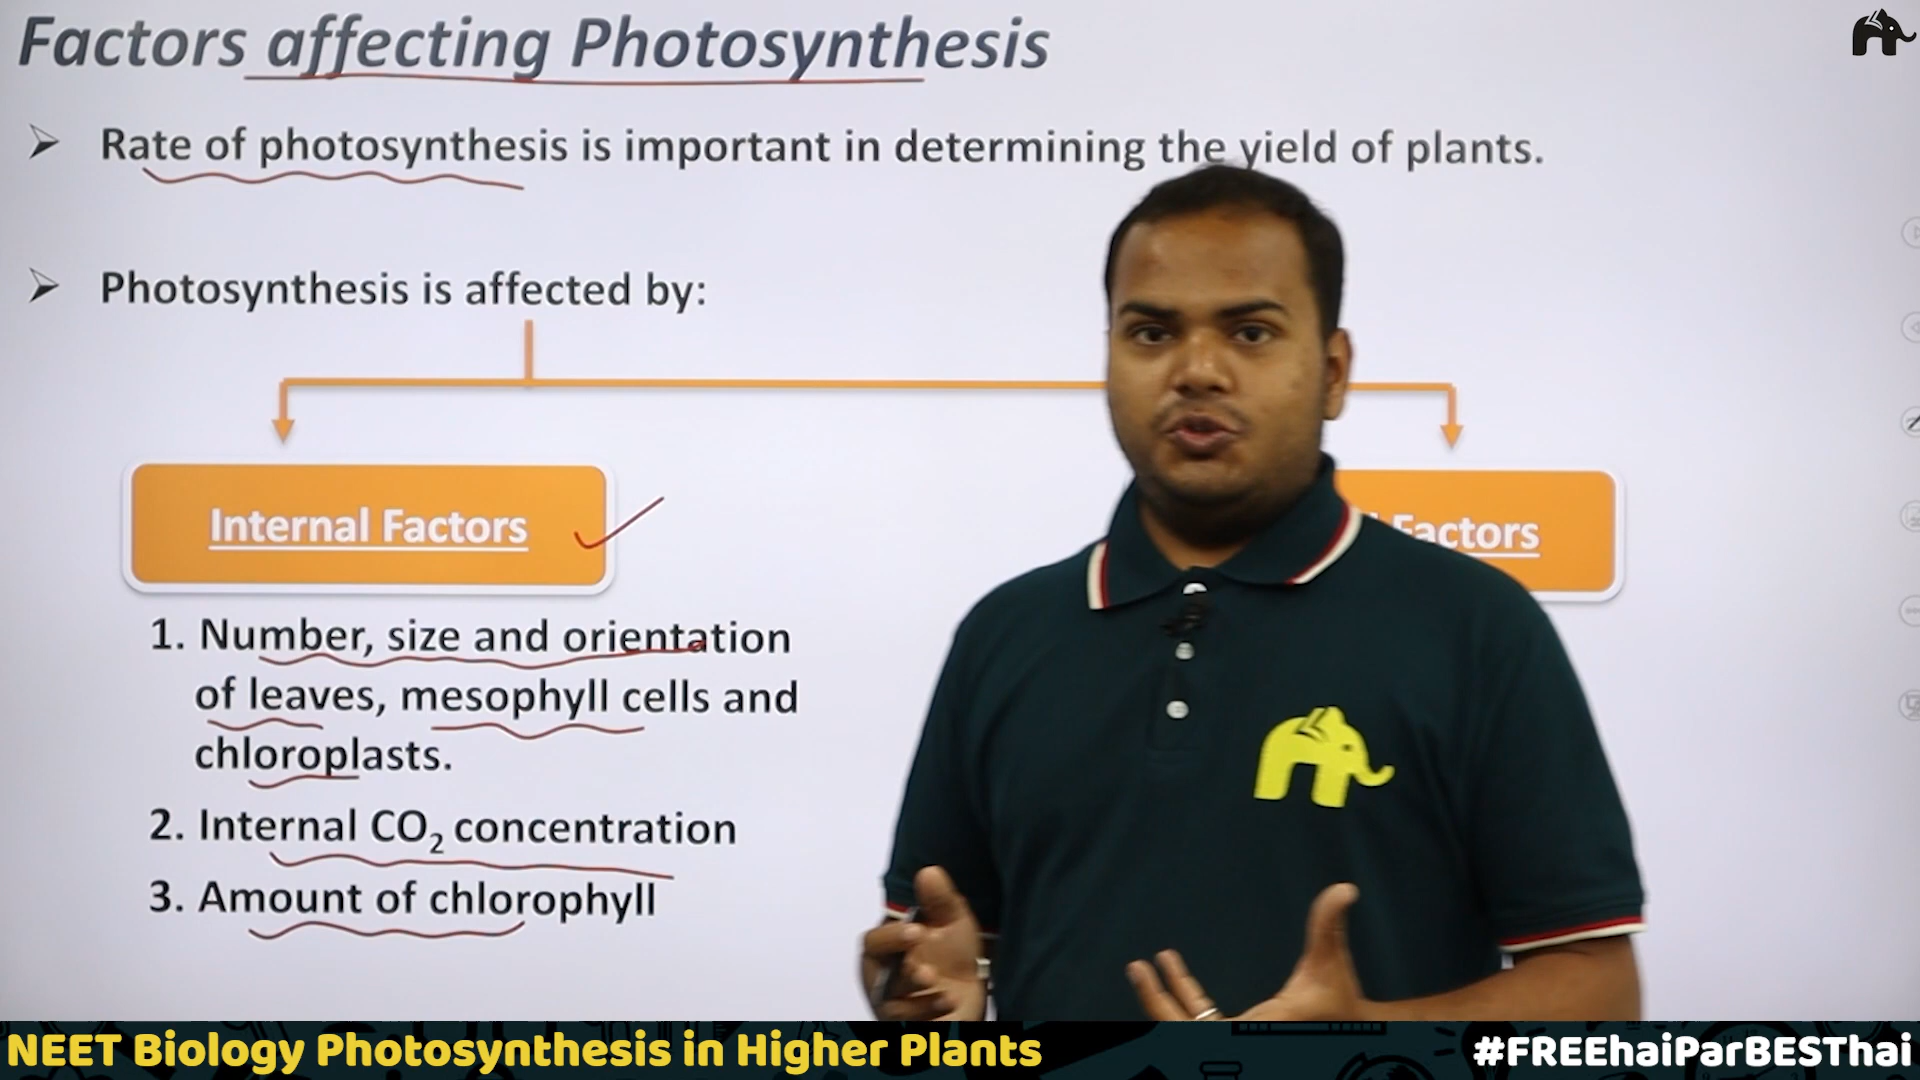 Factors affecting Photosynthesis
Rate of photosynthesis is important in determining the yield of plants.
Photosynthesis is affected by:
Internal Factors
Factors
1. Number, size and orientation
of leaves, mesophyll cells and
chloroplasts.
2. Internal CO₂ concentration
3. Amount of chlorophyll
NEET Biology Photosynthesis in Higher Plants
#FREEhaiParBESThai